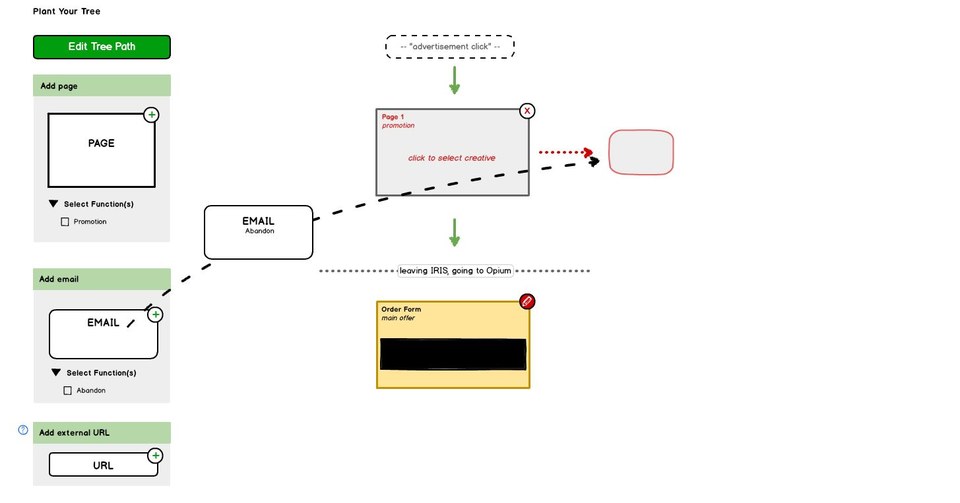 Plant Your Tree
Edit Tree Path
Add page
PAGE
Select Function(s)
Promotion
Add email
EMAIL
Select Function(s)
Abandon
?
Add external URL
URL
EMAIL
Abandon
-- "advertisement click" --
X
Page 1
promotion
click to select creative
leaving IRIS, going to Opium
Order Form
main offer